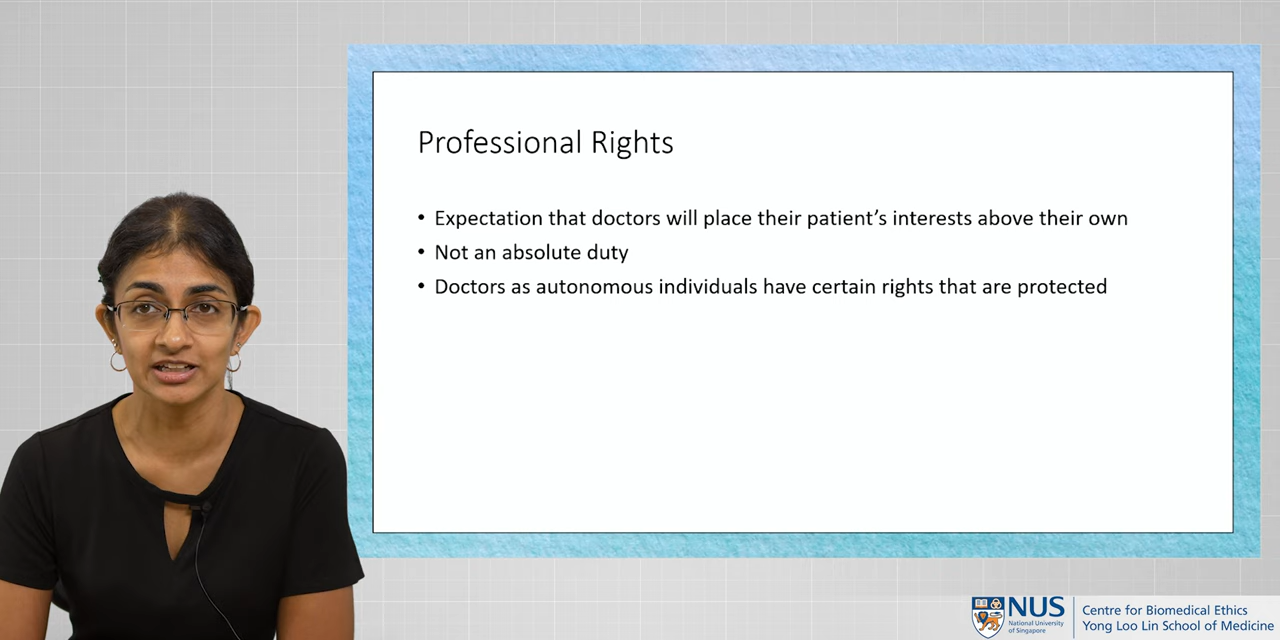 Professional Rights
• Expectation that doctors will place their patient’s interests above their own
• Not an absolute duty
• Doctors as autonomous individuals have certain rights that are protected
NUS
National University
of Singapore
Centre for Biomedical Ethics
Yong Loo Lin School of Medicine